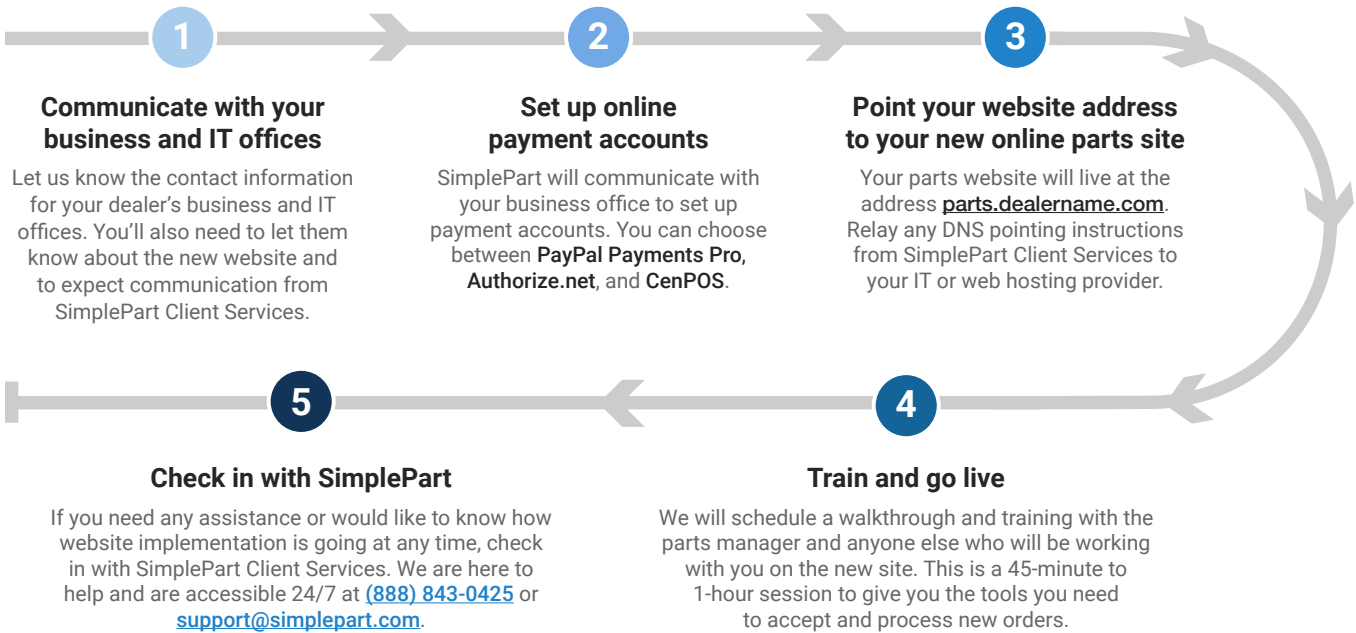 1
Communicate with your
business and IT offices
Let us know the contact information
for your dealer's business and IT
offices. You'll also need to let them
know about the new website and
to expect communication from
SimplePart Client Services.
2
Set up online
payment accounts
SimplePart will communicate with
your business office to set up
payment accounts. You can choose
between PayPal Payments Pro,
Authorize.net, and CenPOS.
3
Point your website address
to your new online parts site
Your parts website will live at the
address parts.dealername.com.
Relay any DNS pointing instructions
from SimplePart Client Services to
your IT or web hosting provider.
4
Train and go live
We will schedule a walkthrough and training with the
parts manager and anyone else who will be working
with you on the new site. This is a 45-minute to
1-hour session to give you the tools you need
to accept and process new orders.
5
Check in with SimplePart
If you need any assistance or would like to know how
website implementation is going at any time, check
in with SimplePart Client Services. We are here to
help and are accessible 24/7 at (888) 843-0425 or
support@simplepart.com.